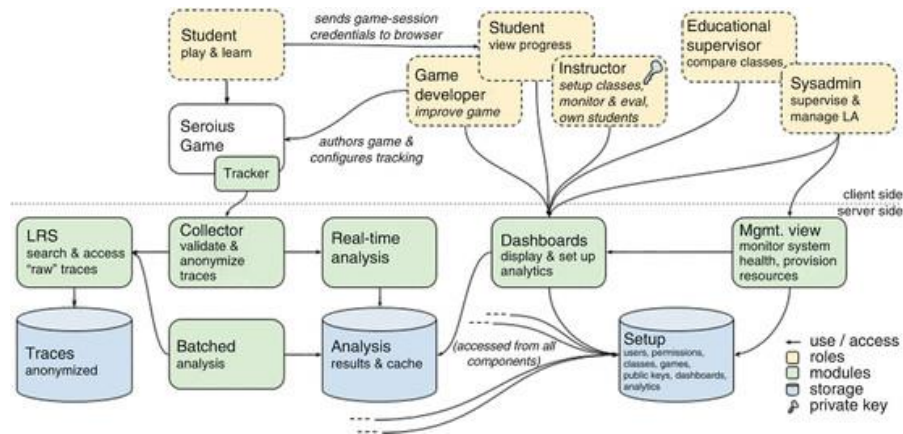 Student
play & learn
sends game-session
credentials to browser
Student
view progress
Game
developer
improve game
Instructor
setup classes,
monitor & eval,
own students
Educational
supervisor
compare classes
Sysadmin
supervise &
manage LA
Seroius
Game
Tracker
authors game &
configures tracking
client side
server side
LRS
search & access
"raw" traces
Collector
validate &
anonymize
traces
Real-time
analysis
Dashboards
display & set up
analytics
Mgmt. view
monitor system
health, provision
resources
Traces
anonymized
Batched
analysis
Analysis
results & cache
(accessed from all
components)
Setup
users, permissions,
classes, games,
public keys, dashboards,
analytics
use / access
roles
modules
storage
private key